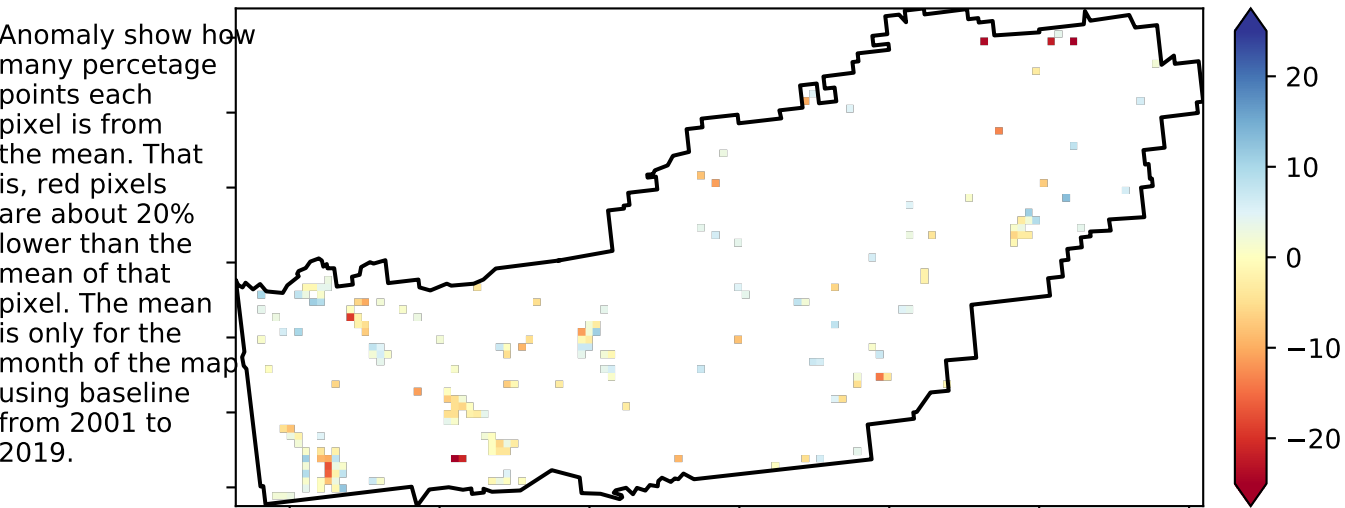 Anomaly show how
many percetage
points each
pixel is from
the mean. That
is, red pixels
are about 20%
lower than the
mean of that
pixel. The mean
is only for the
month of the map
using baseline
from 2001 to
2019.
20
10
0
−10
−20